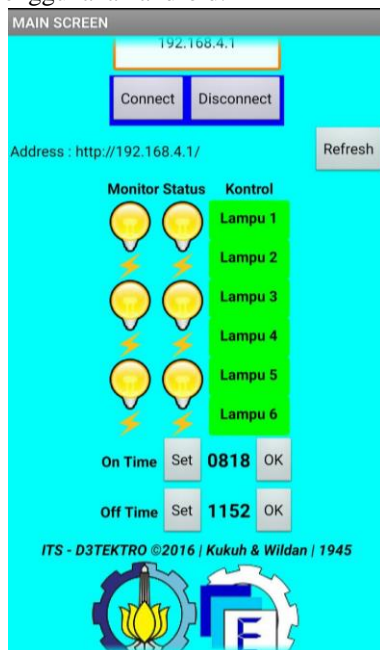 MAIN SCREEN
192.168.4.1
Connect Disconnect
Address : http://192.168.4.1/ Refresh
Monitor Status Kontrol
Lampu 1
Lampu 2
Lampu 3
Lampu 4
Lampu 5
Lampu 6
On Time Set 0818 OK
Off Time Set 1152 OK
ITS - D3TEKTRO ©2016 | Kukuh & Wildan | 1945